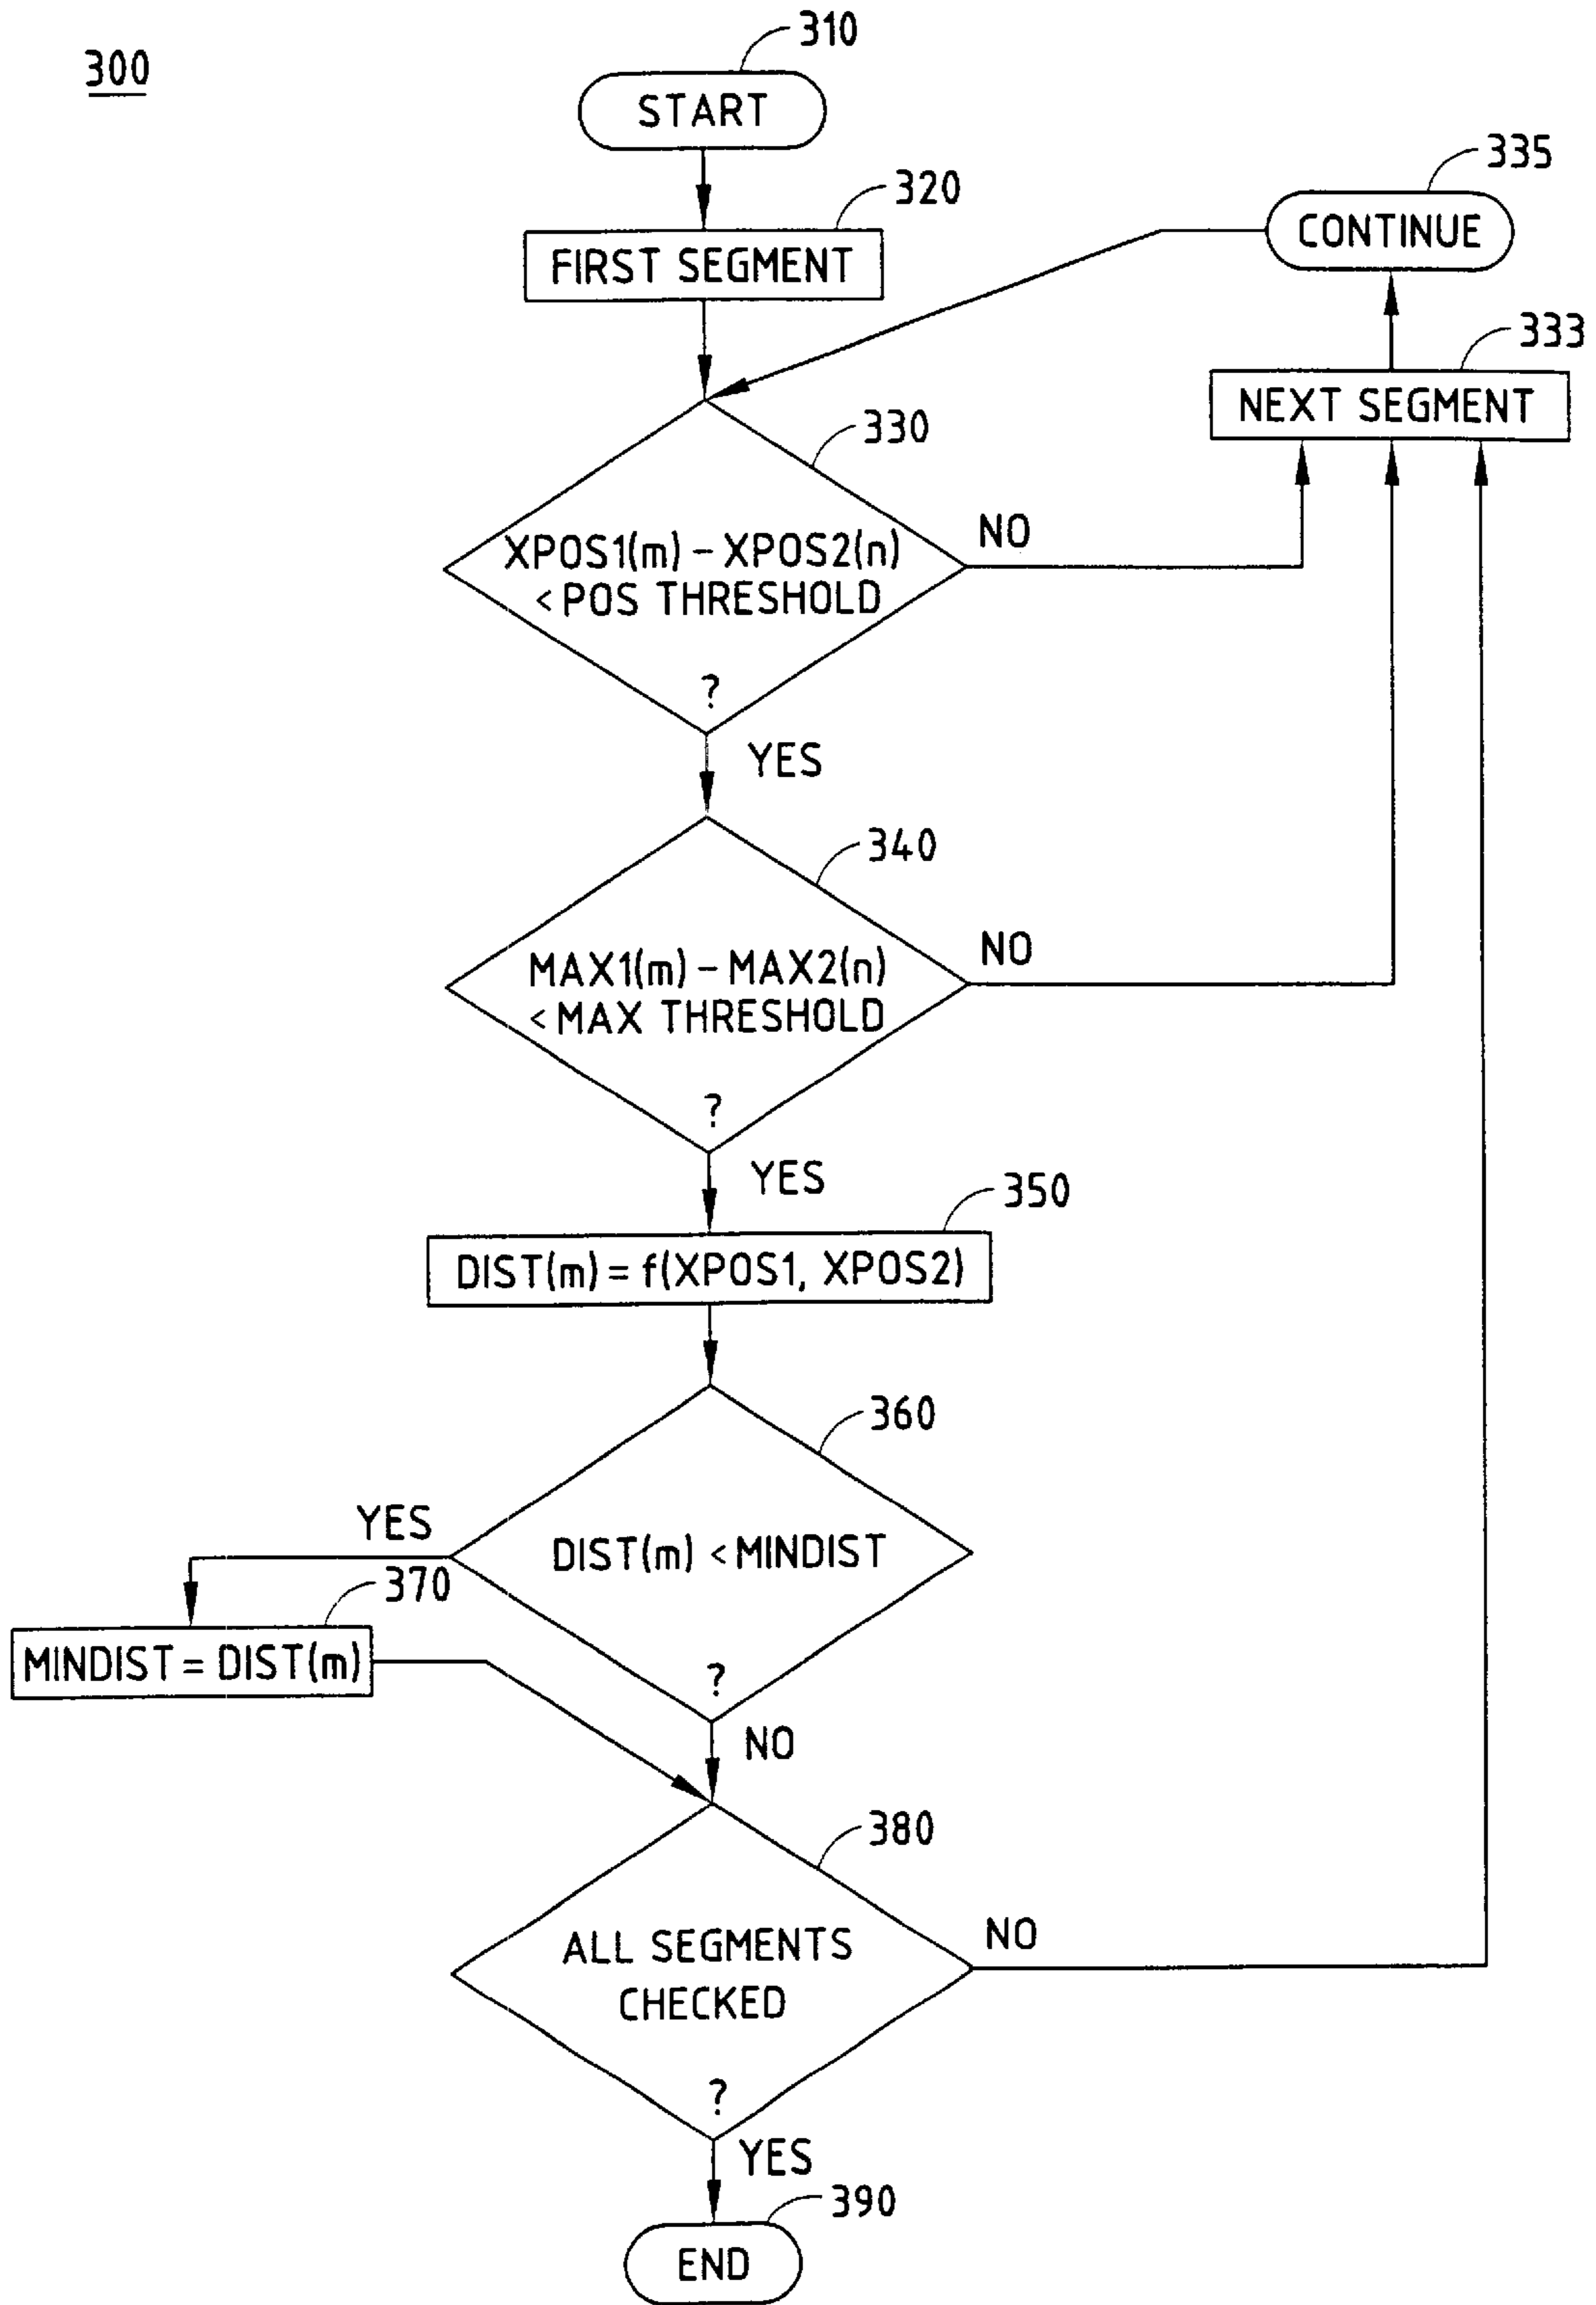 300
310
START
335
320
CONTINUE
FIRST SEGMENT
333
NEXT SEGMENT
330
XPOS1(m) – XPOS2(n)
< POS THRESHOLD
?
NO
YES
340
MAX1(m) – MAX2(n)
< MAX THRESHOLD
?
NO
YES
350
DIST(m) = f(XPOS1, XPOS2)
360
YES
DIST(m) < MINDIST
?
370
MINDIST = DIST(m)
NO
380
ALL SEGMENTS
CHECKED
?
NO
YES
390
END